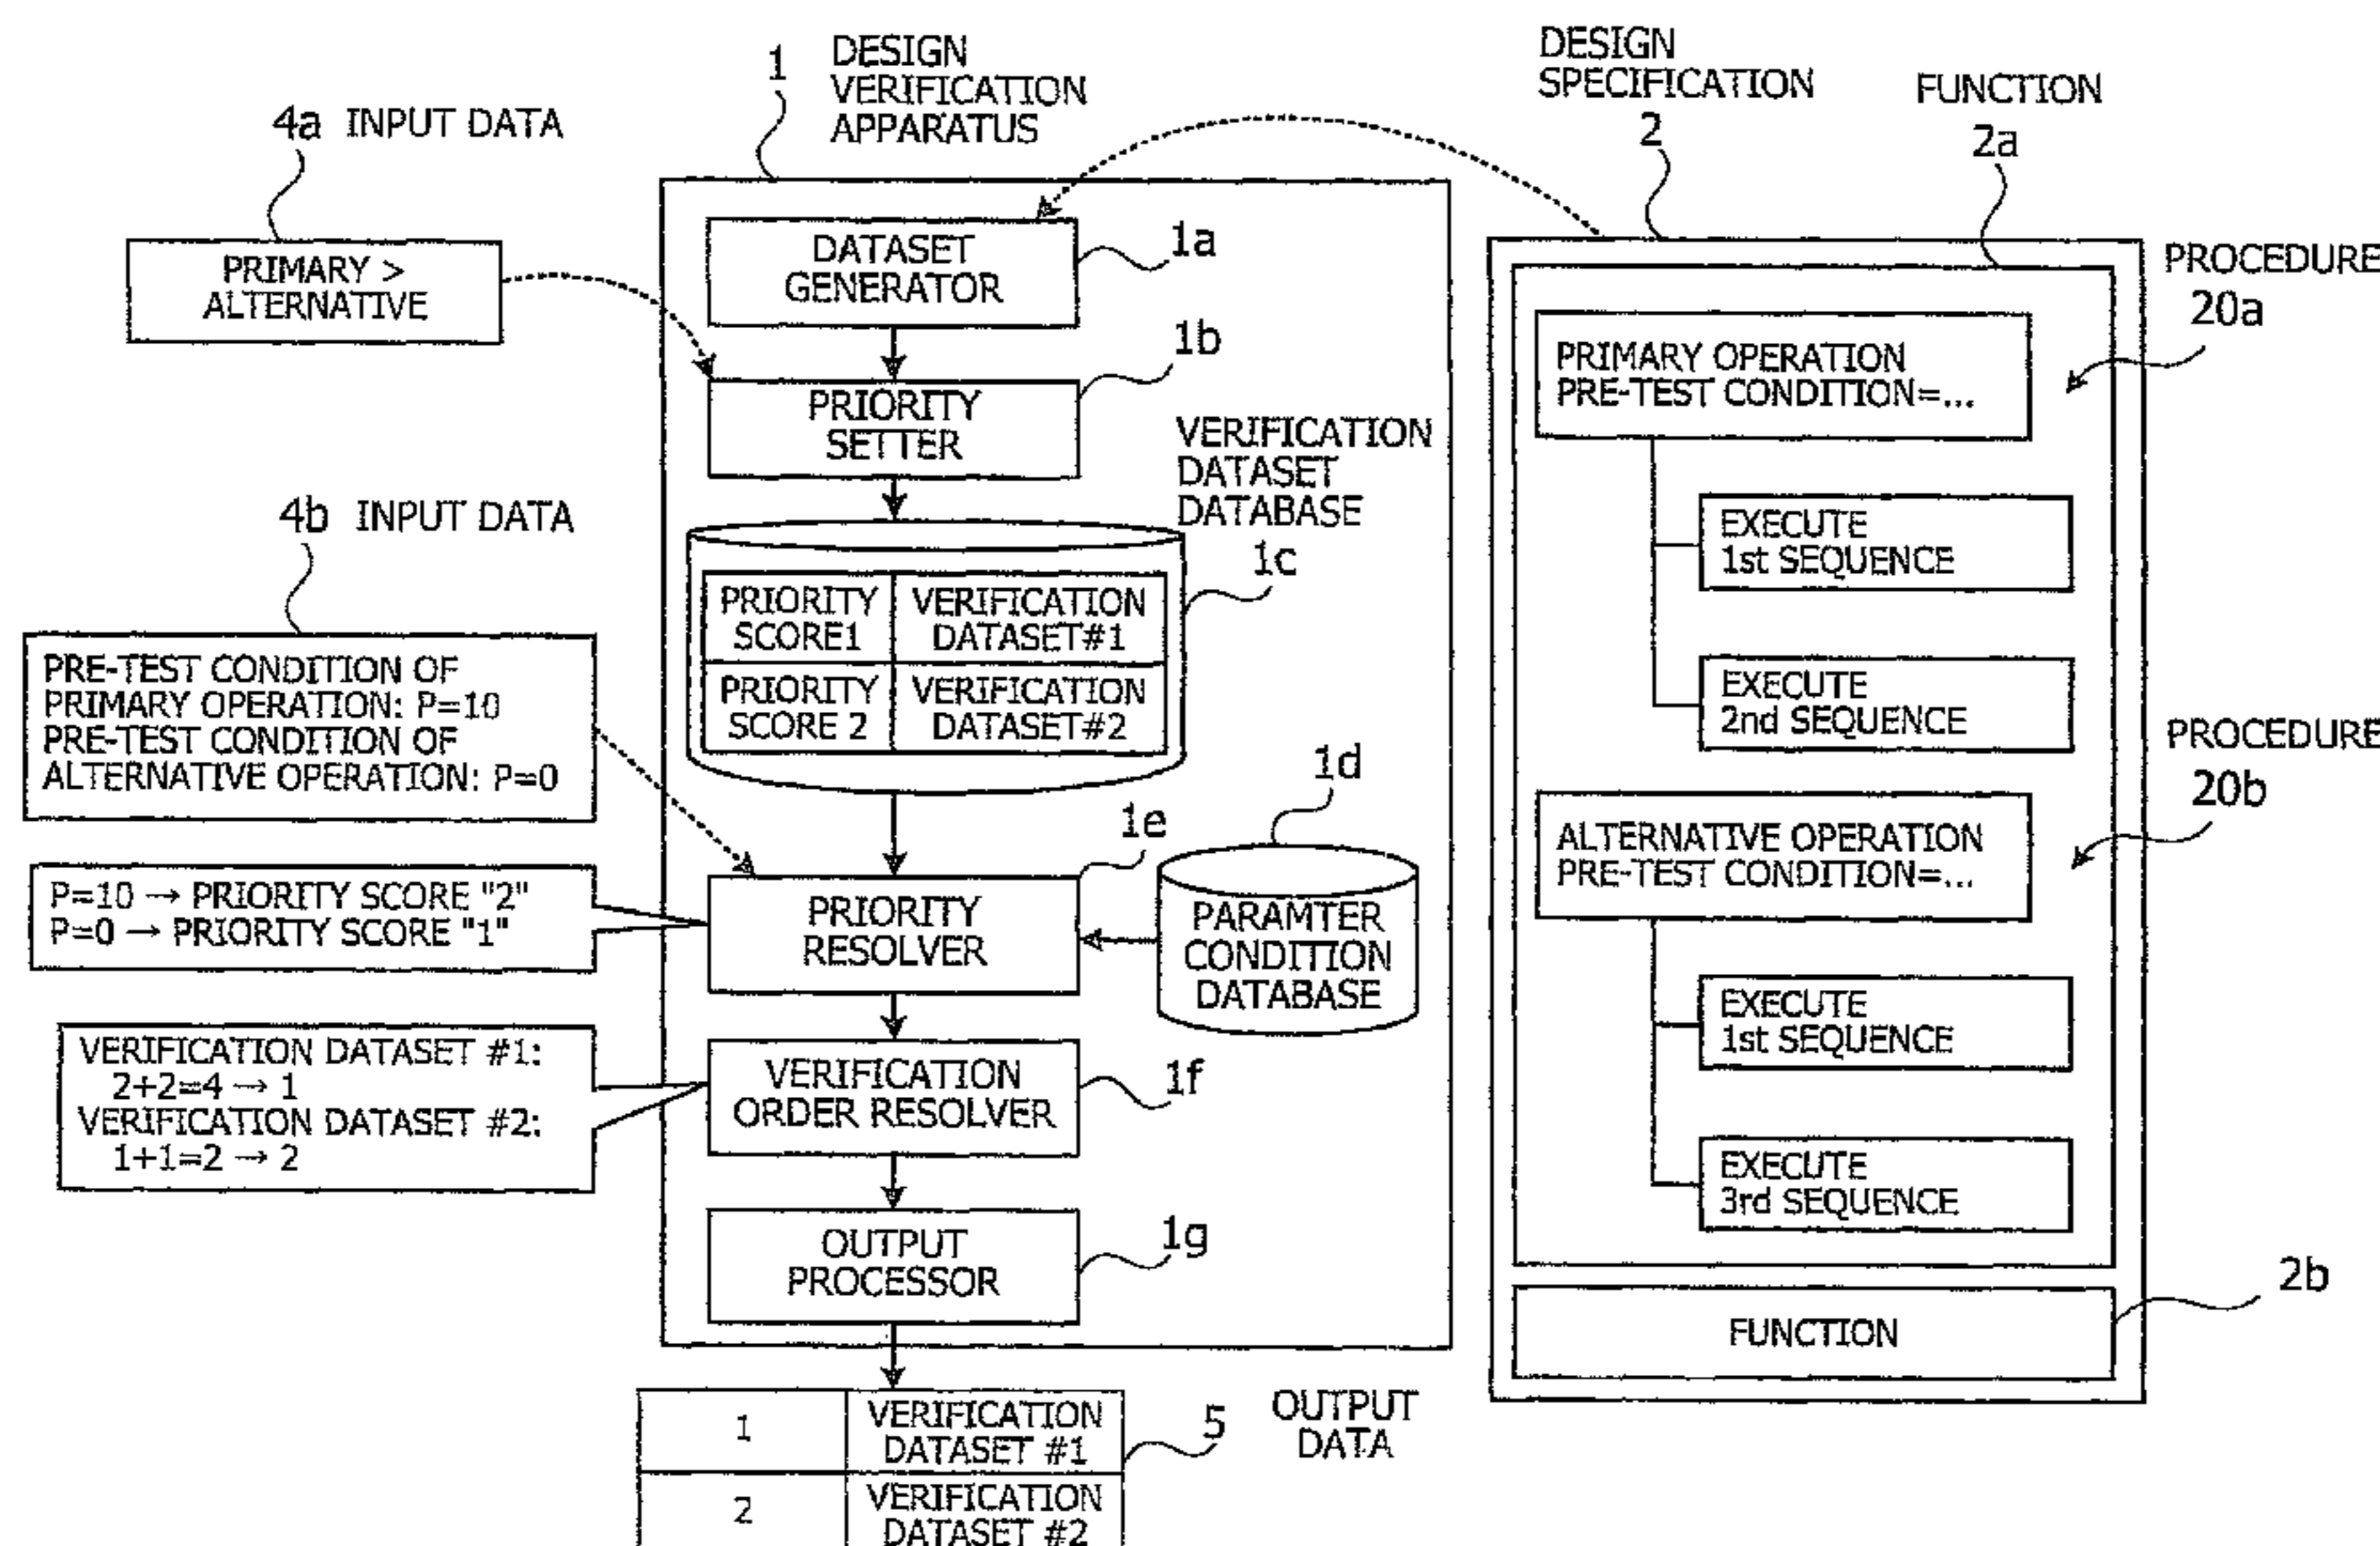 1
DESIGN
VERIFICATION
APPARATUS
DESIGN
SPECIFICATION
2
FUNCTION
2a
4a INPUT DATA
PRIMARY >
ALTERNATIVE
DATASET
GENERATOR
1a
PRIORITY
SETTER
1b
VERIFICATION
DATASET
DATABASE
1c
PRIORITY
SCORE1
VERIFICATION
DATASET#1
PRIORITY
SCORE 2
VERIFICATION
DATASET#2
4b INPUT DATA
PRE-TEST CONDITION OF
PRIMARY OPERATION: P=10
PRE-TEST CONDITION OF
ALTERNATIVE OPERATION: P=0
P=10 → PRIORITY SCORE "2"
P=0 → PRIORITY SCORE "1"
PRIORITY
RESOLVER
1e
1d
PARAMTER
CONDITION
DATABASE
VERIFICATION DATASET #1:
2+2=4 → 1
VERIFICATION DATASET #2:
1+1=2 → 2
VERIFICATION
ORDER RESOLVER
1f
OUTPUT
PROCESSOR
1g
1
VERIFICATION
DATASET #1
2
VERIFICATION
DATASET #2
5
OUTPUT
DATA
PROCEDURE
20a
PRIMARY OPERATION
PRE-TEST CONDITION=...
EXECUTE
1st SEQUENCE
EXECUTE
2nd SEQUENCE
PROCEDURE
20b
ALTERNATIVE OPERATION
PRE-TEST CONDITION=...
EXECUTE
1st SEQUENCE
EXECUTE
3rd SEQUENCE
FUNCTION
2b